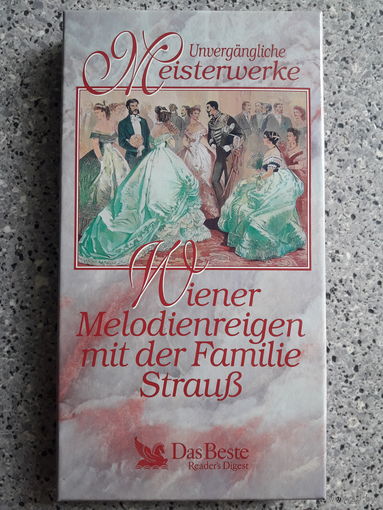 Unvergängliche
Meisterwerke
Wiener
Melodienreigen
mit der Familie
Strauß
Das Beste
Reader's Digest